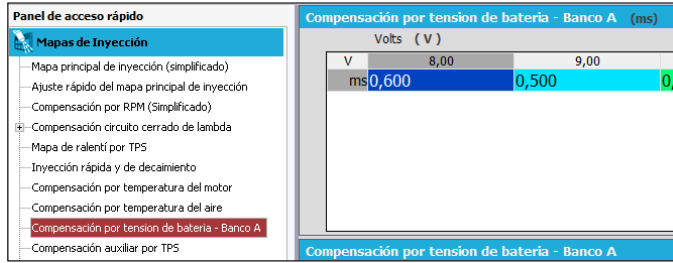 Panel de acceso rápido
Mapas de Inyección
Mapa principal de inyección (simplificado)
Ajuste rápido del mapa principal de inyección
Compensación por RPM (Simplificado)
Compensación circuito cerrado de lambda
Mapa de ralentí por TPS
Inyección rápida y de decaimiento
Compensación por temperatura del motor
Compensación por temperatura del aire
Compensación por tension de bateria - Banco A
Compensación auxiliar por TPS
Compensación por tension de bateria - Banco A (ms)
Volts ( V )
V 8,00 9,00
ms 0,600 0,500 0,
Compensación por tension de bateria - Banco A